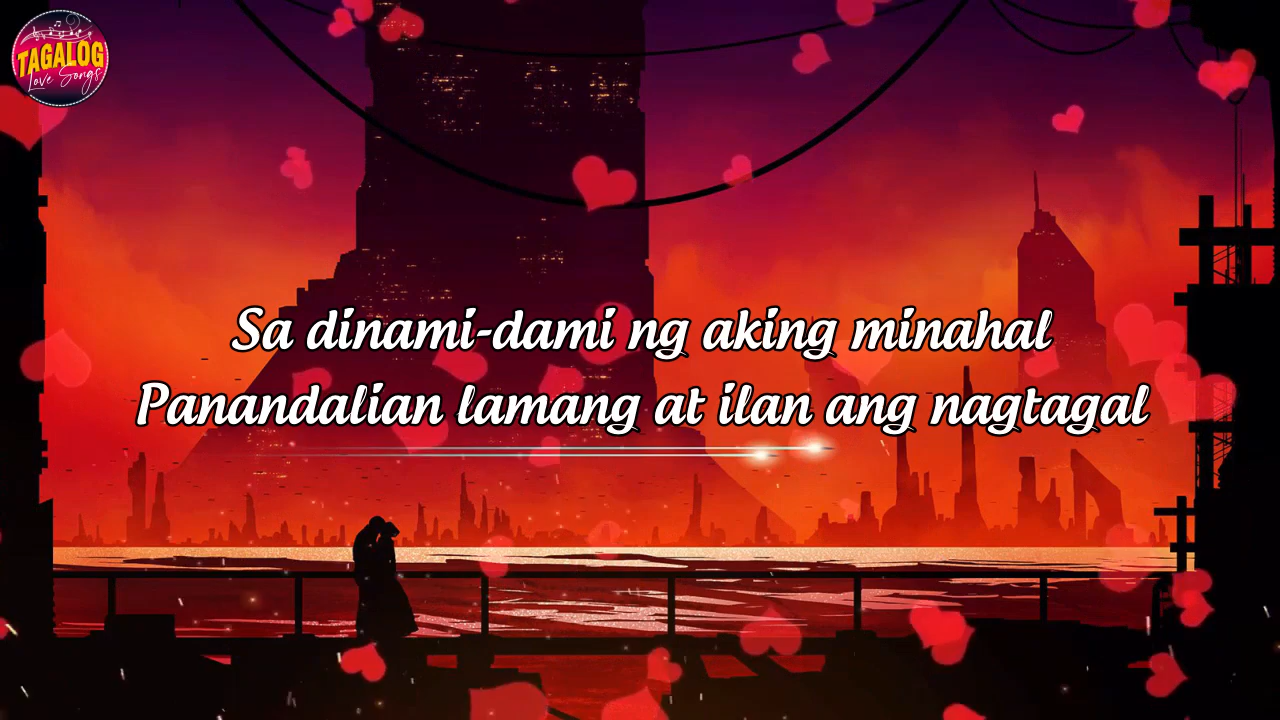 TAGALOG
Love Songs
Sa dinami-dami ng aking minahal
Panandalian lamang at ilan ang nagtagal